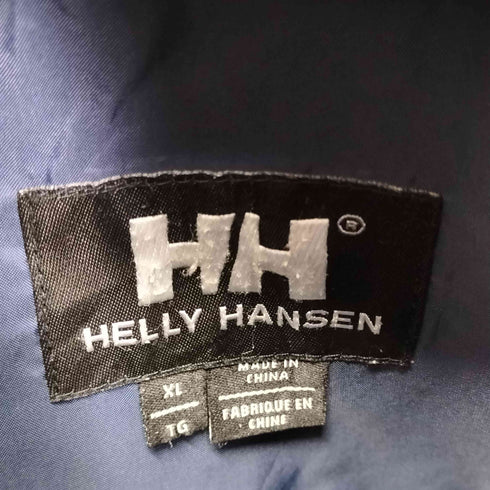 HH ®
HELLY HANSEN
XL
TG
MADE IN
CHINA
FABRIQUE EN
CHINE